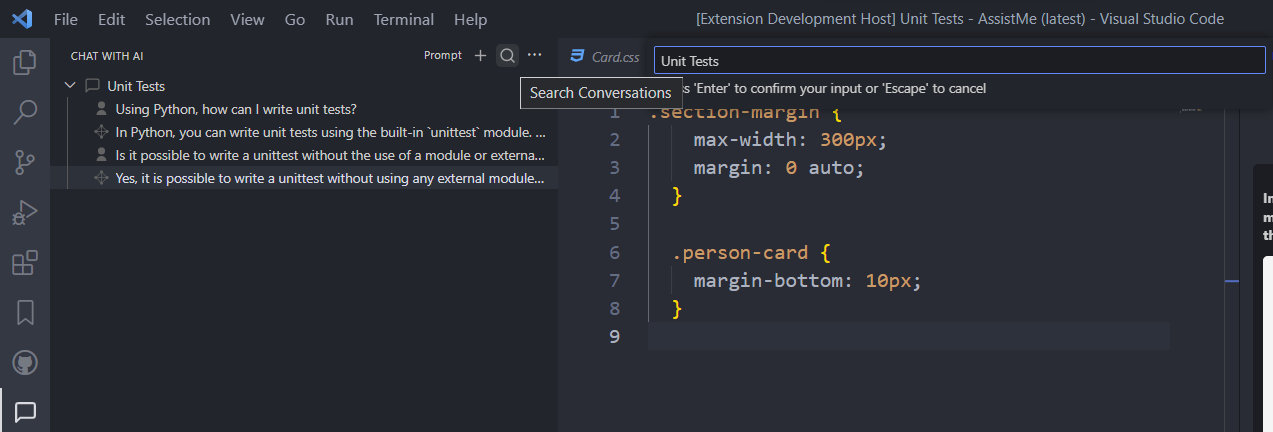 File Edit Selection View Go Run Terminal Help
[Extension Development Host] Unit Tests - AssistMe (latest) - Visual Studio Code
CHAT WITH AI
Prompt
Card.css
Unit Tests
Search Conversations
'Enter' to confirm your input or 'Escape' to cancel
Unit Tests
Using Python, how can I write unit tests?
In Python, you can write unit tests using the built-in `unittest` module. ...
Is it possible to write a unittest without the use of a module or externa...
Yes, it is possible to write a unittest without using any external module...
1 .section-margin {
2 max-width: 300px;
3 margin: 0 auto;
4 }
5
6 .person-card {
7 margin-bottom: 10px;
8 }
9